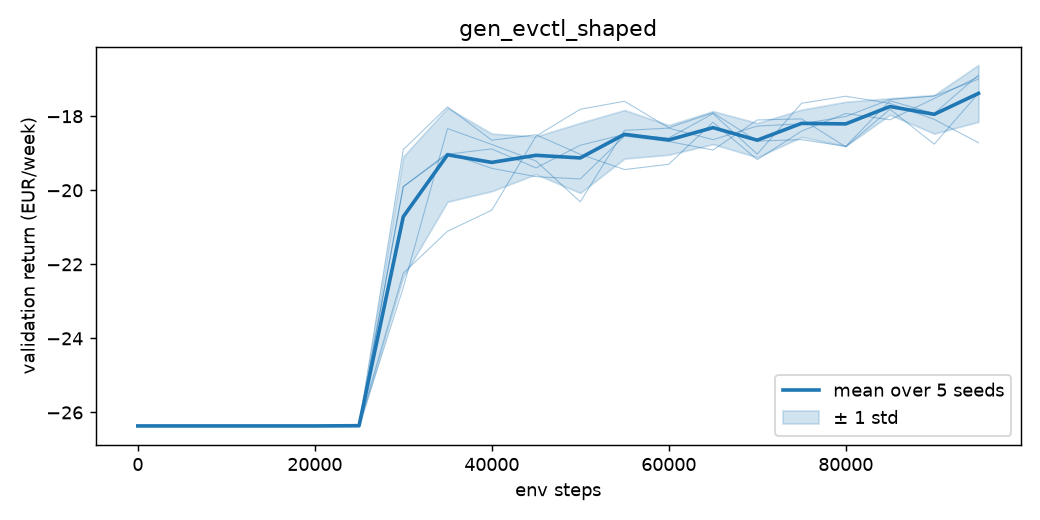 gen_evctl_shaped
validation return (EUR/week)
−18
−20
−22
−24
−26
mean over 5 seeds
± 1 std
0
20000
40000
60000
80000
env steps